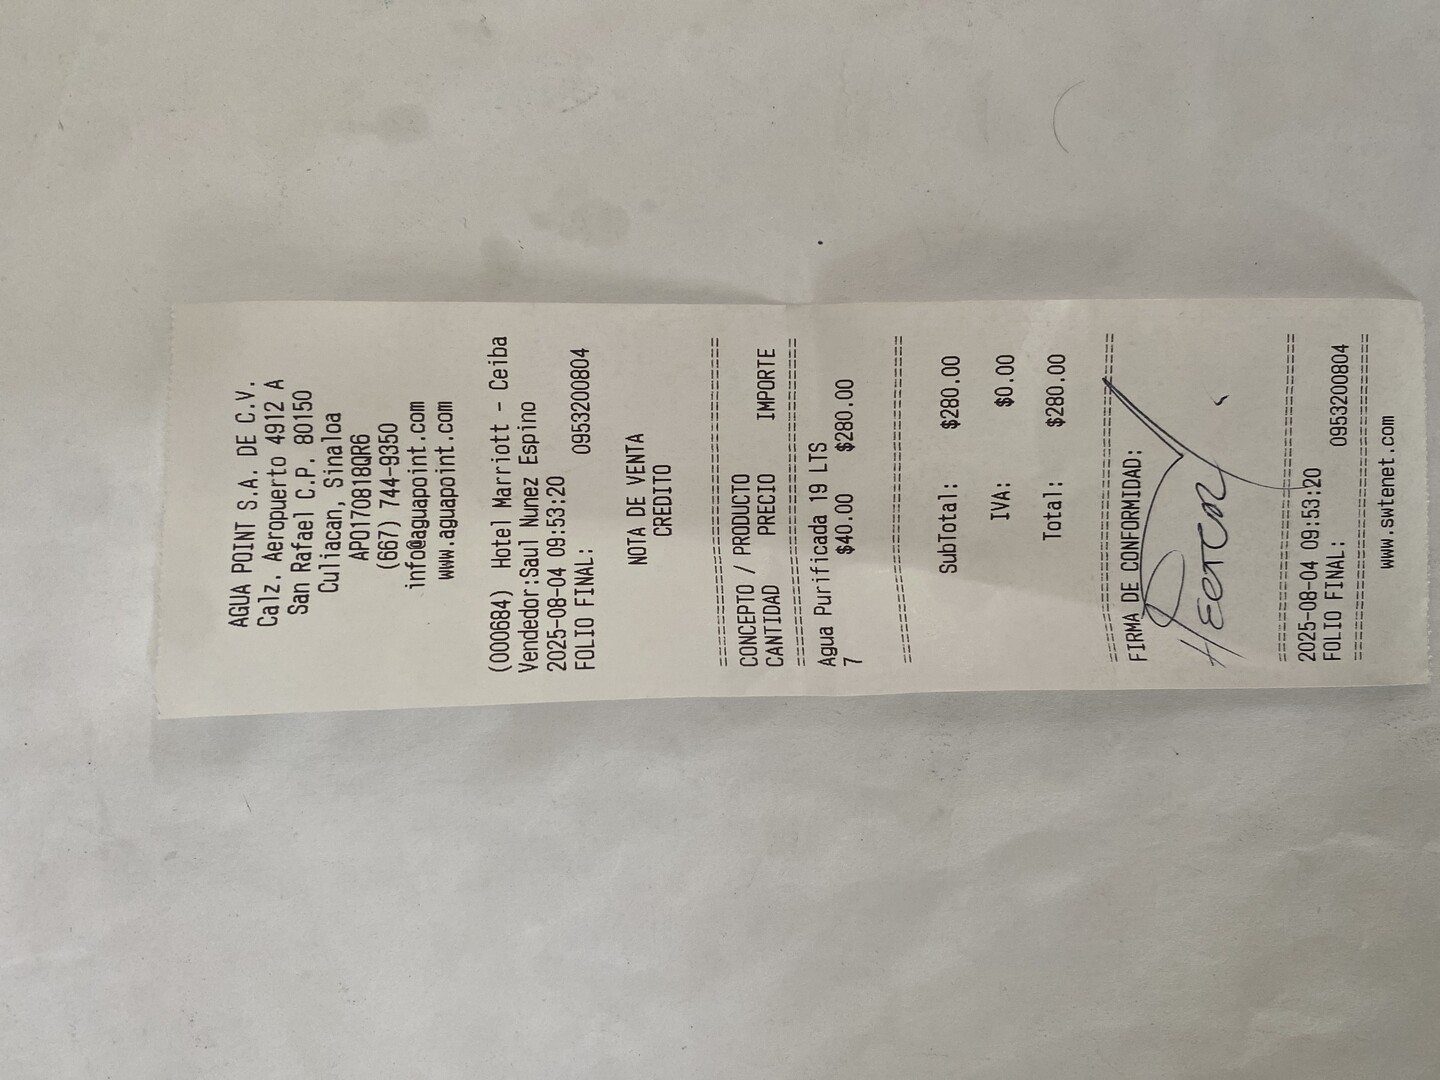 AGUA POINT S.A. DE C.V.
Calz. Aeropuerto 4912 A
San Rafael C.P. 80150
Culiacan, Sinaloa
APO170818QR6
(667) 744-9350
info@aguapoint.com
www.aguapoint.com
(000684) Hotel Marriott - Ceiba
Vendedor:Saul Nunez Espino
2025-08-04 09:53:20
FOLIO FINAL: 0953200804
NOTA DE VENTA
CREDITO
CONCEPTO / PRODUCTO
CANTIDAD PRECIO IMPORTE
Agua Purificada 19 LTS
7 $40.00 $280.00
SubTotal: $280.00
IVA: $0.00
Total: $280.00
FIRMA DE CONFORMIDAD:
HECTOR
2025-08-04 09:53:20
FOLIO FINAL: 0953200804
www.swtenet.com